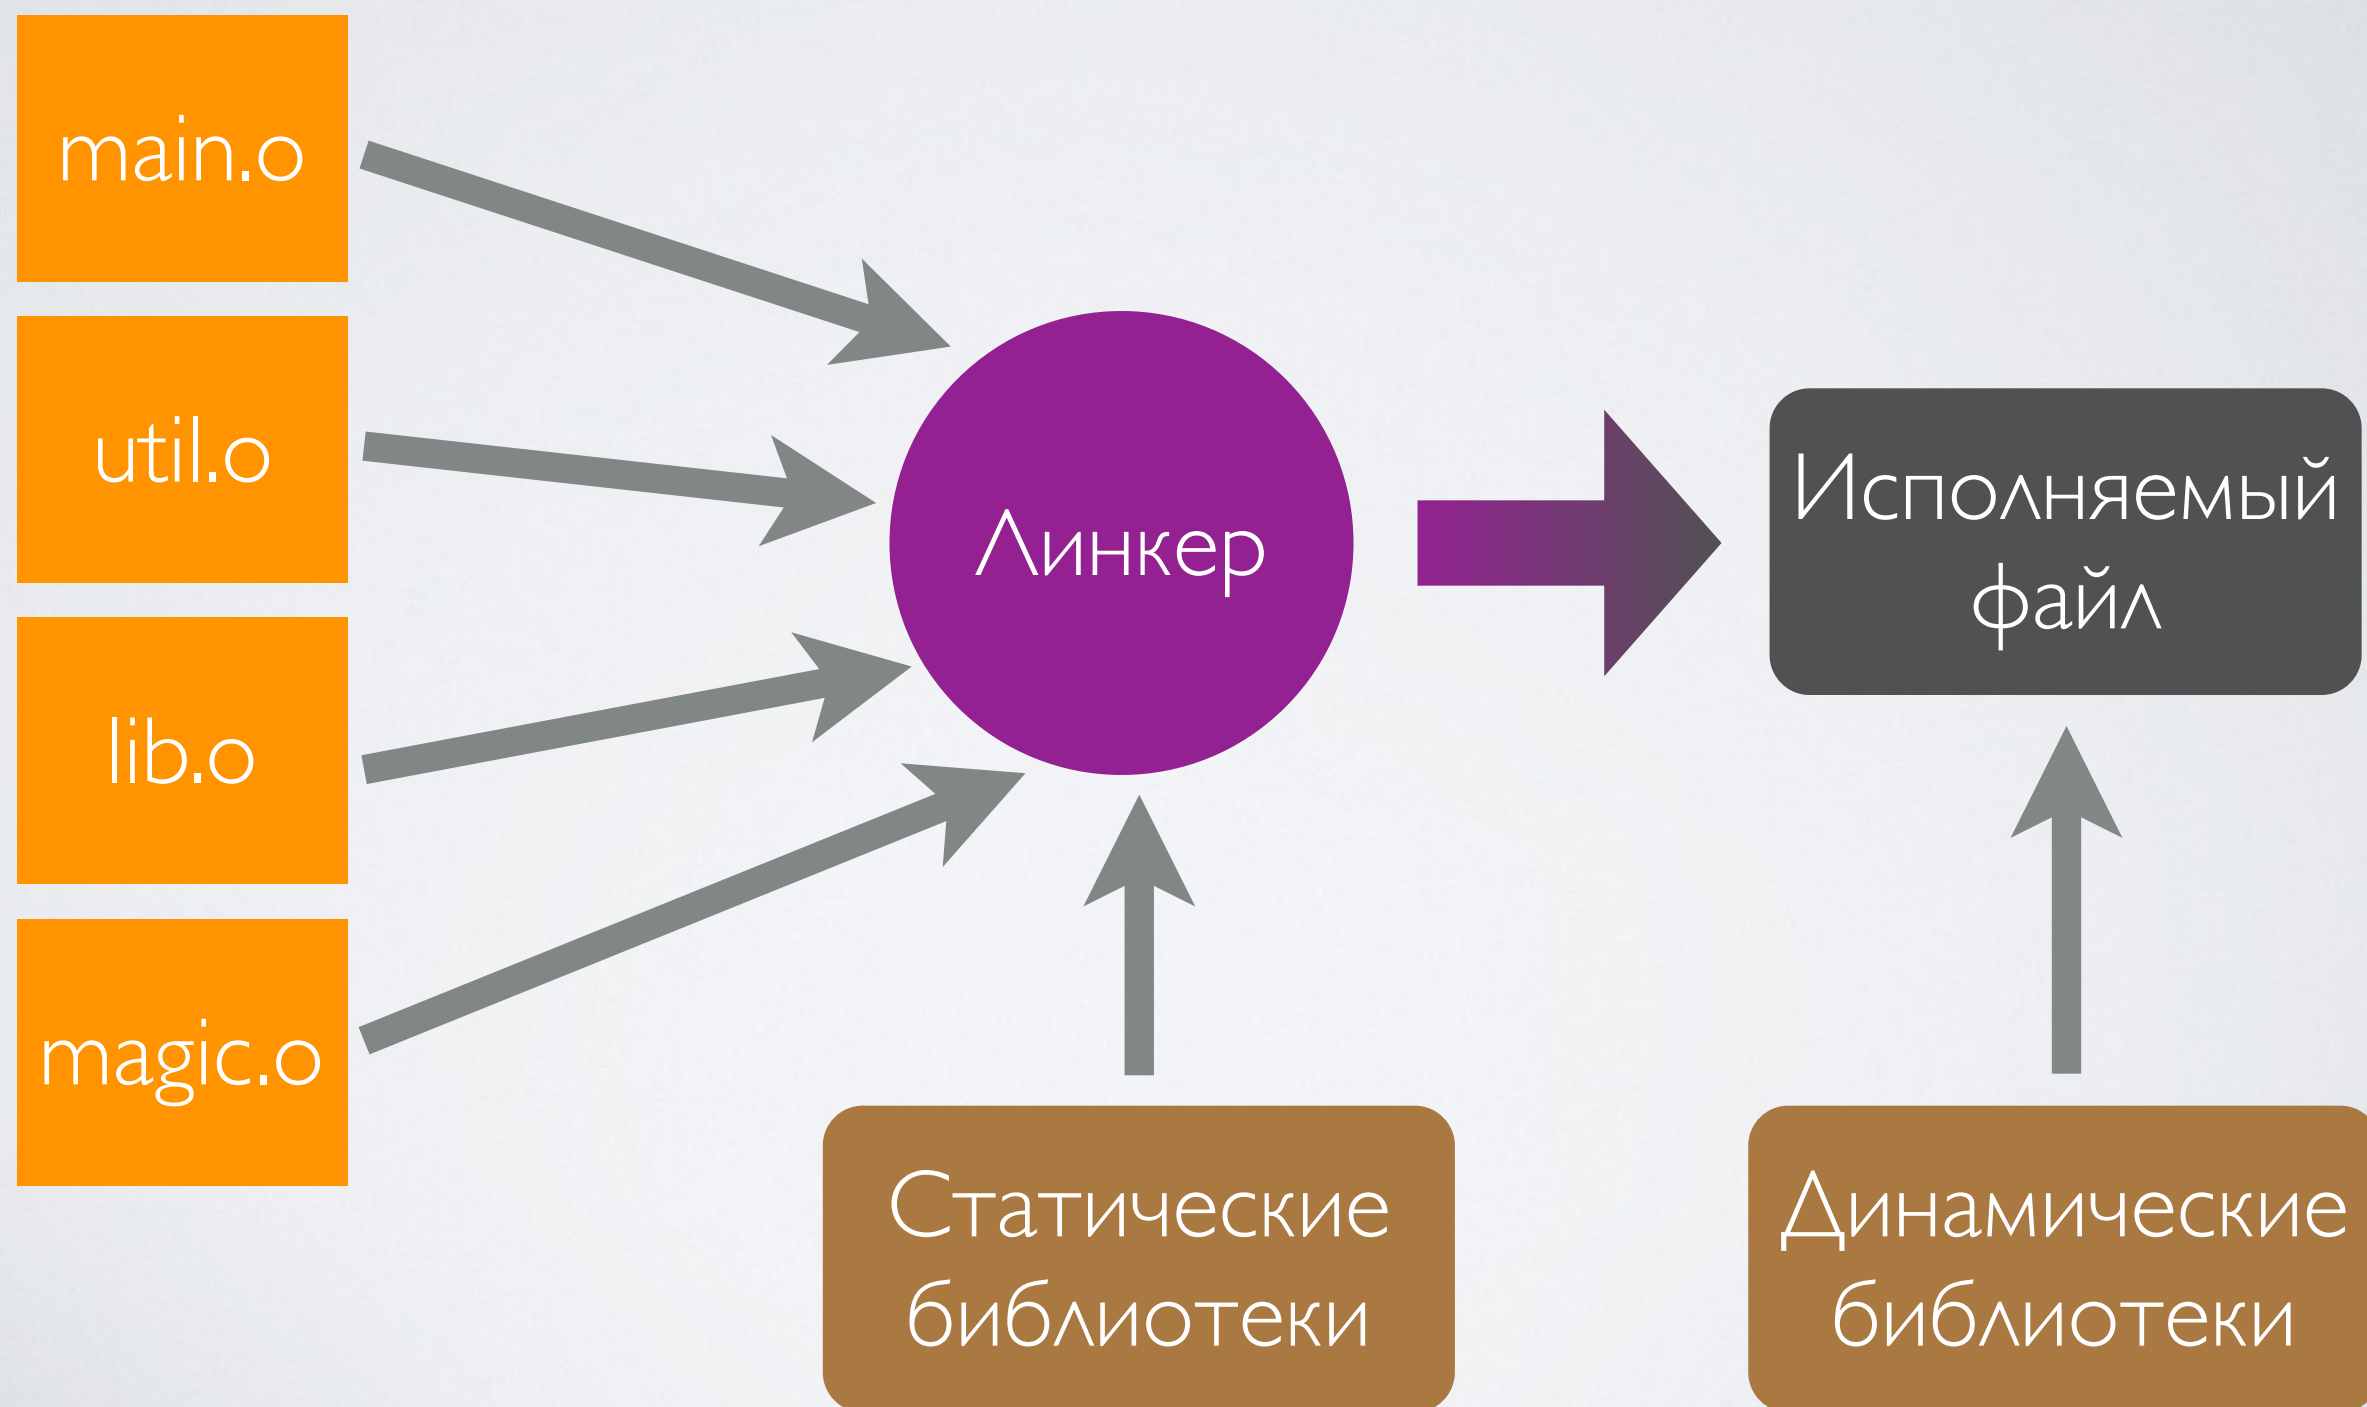 main.o
util.o
lib.o
magic.o
Линкер
Исполняемый
файл
Статические
библиотеки
Динамические
библиотеки